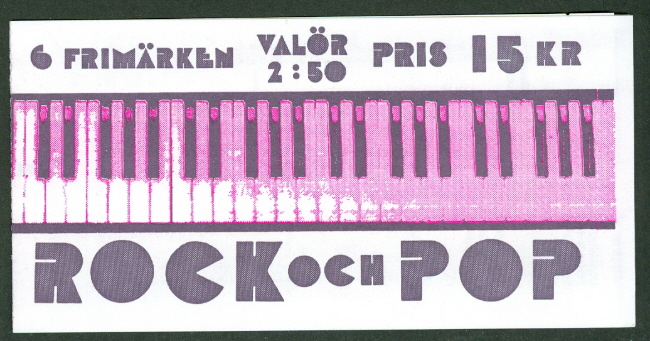 6 FRIMÄRKEN VALÖR 2:50 PRIS 15 KR
ROCK OCH POP